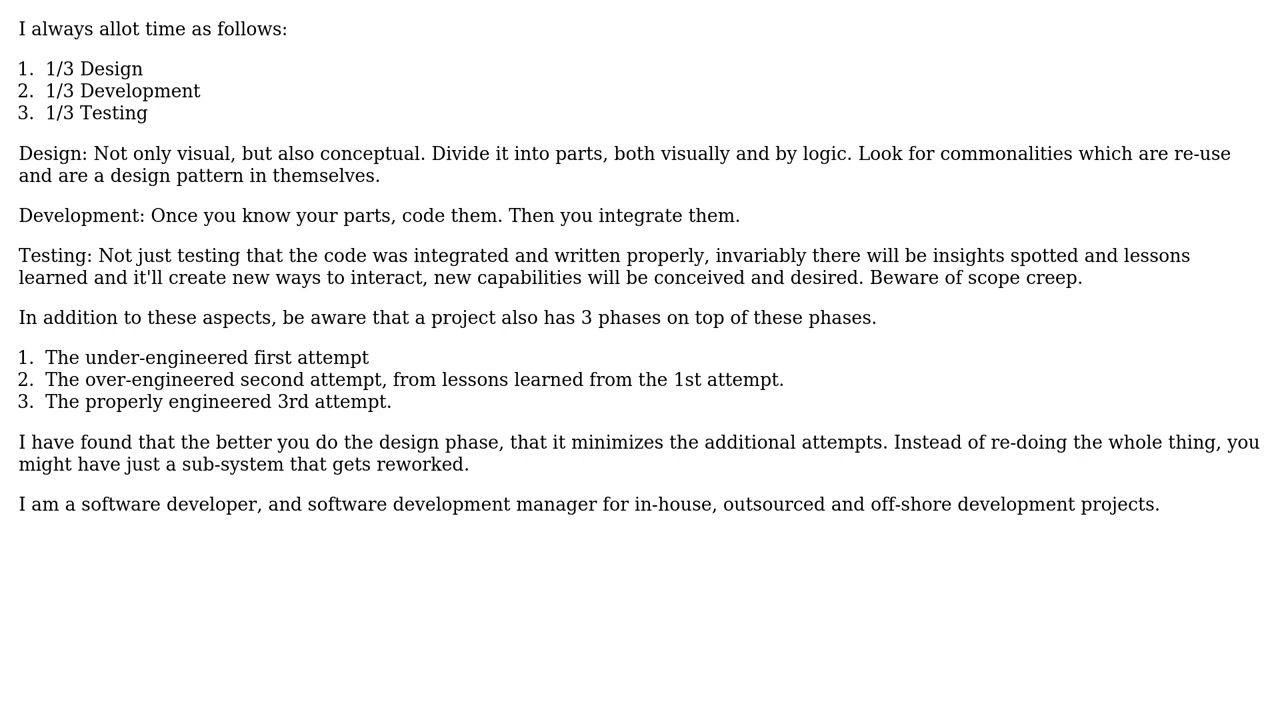 I always allot time as follows:
1. 1/3 Design
2. 1/3 Development
3. 1/3 Testing
Design: Not only visual, but also conceptual. Divide it into parts, both visually and by logic. Look for commonalities which are re-use
and are a design pattern in themselves.
Development: Once you know your parts, code them. Then you integrate them.
Testing: Not just testing that the code was integrated and written properly, invariably there will be insights spotted and lessons
learned and it'll create new ways to interact, new capabilities will be conceived and desired. Beware of scope creep.
In addition to these aspects, be aware that a project also has 3 phases on top of these phases.
1. The under-engineered first attempt
2. The over-engineered second attempt, from lessons learned from the 1st attempt.
3. The properly engineered 3rd attempt.
I have found that the better you do the design phase, that it minimizes the additional attempts. Instead of re-doing the whole thing, you
might have just a sub-system that gets reworked.
I am a software developer, and software development manager for in-house, outsourced and off-shore development projects.